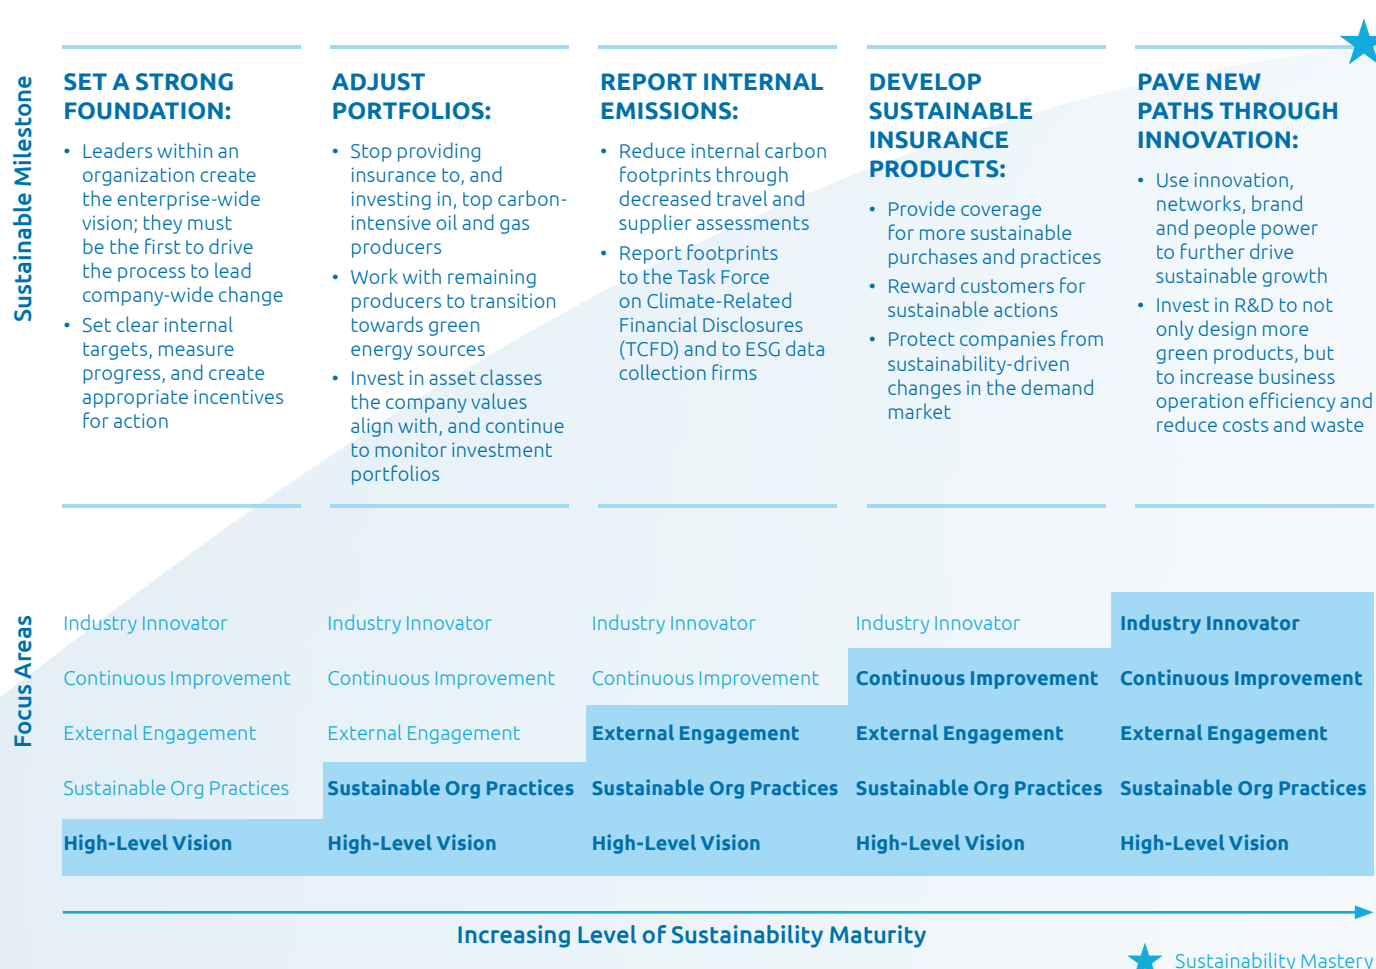 Sustainable Milestone
SET A STRONG
FOUNDATION:
• Leaders within an
organization create
the enterprise-wide
vision; they must
be the first to drive
the process to lead
company-wide change
• Set clear internal
targets, measure
progress, and create
appropriate incentives
for action
ADJUST
PORTFOLIOS:
• Stop providing
insurance to, and
investing in, top carbon-
intensive oil and gas
producers
• Work with remaining
producers to transition
towards green
energy sources
• Invest in asset classes
the company values
align with, and continue
to monitor investment
portfolios
REPORT INTERNAL
EMISSIONS:
• Reduce internal carbon
footprints through
decreased travel and
supplier assessments
• Report footprints
to the Task Force
on Climate-Related
Financial Disclosures
(TCFD) and to ESG data
collection firms
DEVELOP
SUSTAINABLE
INSURANCE
PRODUCTS:
• Provide coverage
for more sustainable
purchases and practices
• Reward customers for
sustainable actions
• Protect companies from
sustainability-driven
changes in the demand
market
PAVE NEW
PATHS THROUGH
INNOVATION:
• Use innovation,
networks, brand
and people power
to further drive
sustainable growth
• Invest in R&D to not
only design more
green products, but
to increase business
operation efficiency and
reduce costs and waste
Focus Areas
Industry Innovator Industry Innovator Industry Innovator Industry Innovator Industry Innovator
Continuous Improvement Continuous Improvement Continuous Improvement Continuous Improvement Continuous Improvement
External Engagement External Engagement External Engagement External Engagement External Engagement
Sustainable Org Practices Sustainable Org Practices Sustainable Org Practices Sustainable Org Practices Sustainable Org Practices
High-Level Vision High-Level Vision High-Level Vision High-Level Vision High-Level Vision
Increasing Level of Sustainability Maturity
Sustainability Mastery